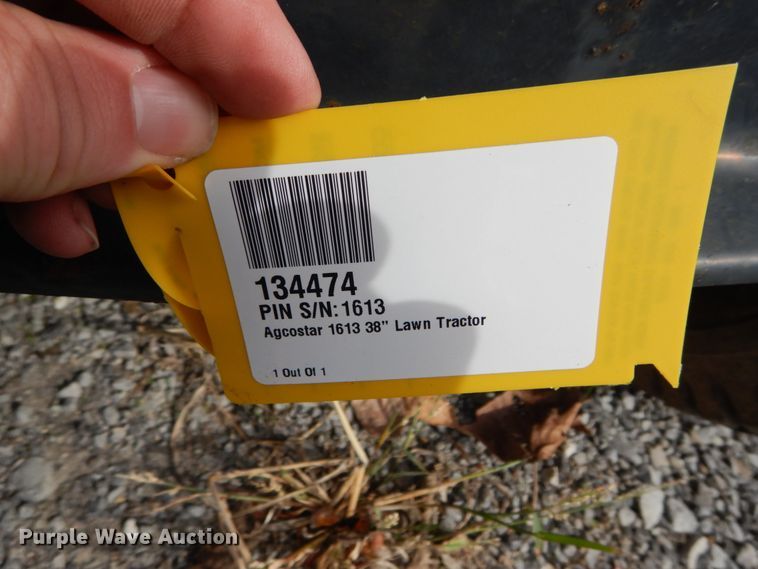 134474
PIN S/N: 1613
Agcostar 1613 38” Lawn Tractor
1 Out Of 1
Purple Wave Auction